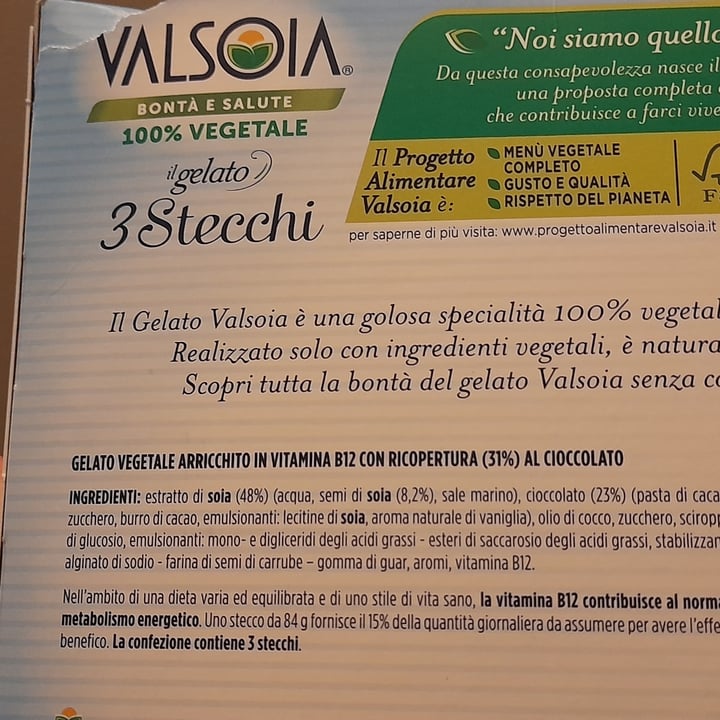 VALSOIA®
BONTÀ E SALUTE
100% VEGETALE
il gelato
3 Stecchi
“Noi siamo quello
Da questa consapevolezza nasce il
una proposta completa
che contribuisce a farci vive
Il Progetto
Alimentare
Valsoia è:
MENÙ VEGETALE
COMPLETO
GUSTO E QUALITÀ
RISPETTO DEL PIANETA
F
per saperne di più visita: www.progettoalimentarevalsoia.it
Il Gelato Valsoia è una golosa specialità 100% vegetal
Realizzato solo con ingredienti vegetali, è natura
Scopri tutta la bontà del gelato Valsoia senza co
GELATO VEGETALE ARRICCHITO IN VITAMINA B12 CON RICOPERTURA (31%) AL CIOCCOLATO
INGREDIENTI: estratto di soia (48%) (acqua, semi di soia (8,2%), sale marino), cioccolato (23%) (pasta di caca
zucchero, burro di cacao, emulsionanti: lecitine di soia, aroma naturale di vaniglia), olio di cocco, zucchero, scirop
di glucosio, emulsionanti: mono- e digliceridi degli acidi grassi - esteri di saccarosio degli acidi grassi, stabilizzan
alginato di sodio - farina di semi di carrube – gomma di guar, aromi, vitamina B12.
Nell'ambito di una dieta varia ed equilibrata e di uno stile di vita sano, la vitamina B12 contribuisce al norma
metabolismo energetico. Uno stecco da 84 g fornisce il 15% della quantità giornaliera da assumere per avere l'effe
benefico. La confezione contiene 3 stecchi.